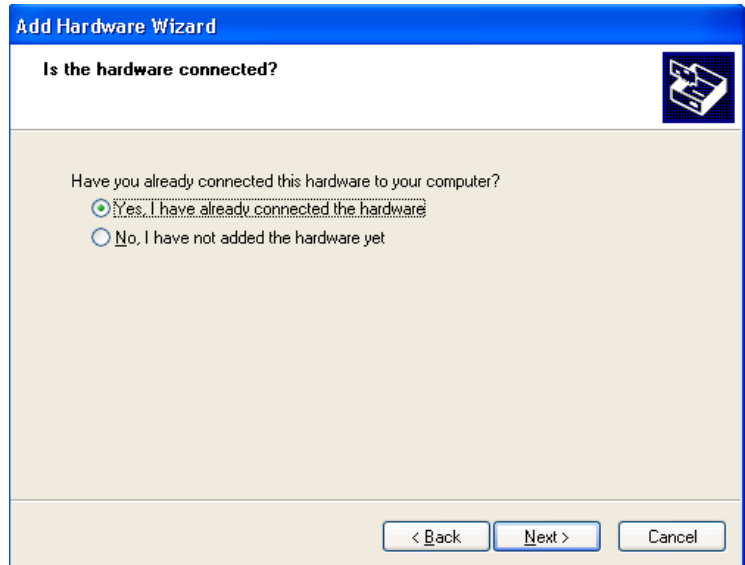 Add Hardware Wizard
Is the hardware connected?
Have you already connected this hardware to your computer?
Yes, I have already connected the hardware
No, I have not added the hardware yet
< Back Next > Cancel